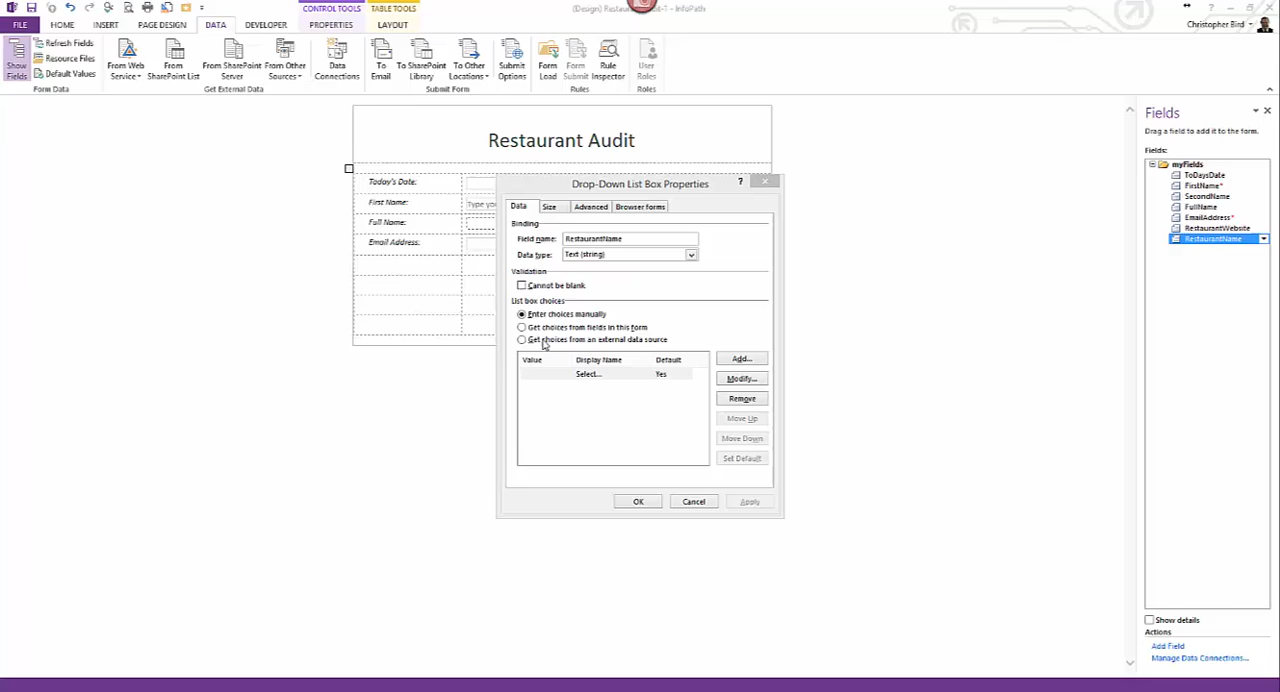 CONTROL TOOLS TABLE TOOLS
(Design) Restaurant Audit-1 - InfoPath
FILE HOME INSERT PAGE DESIGN DATA DEVELOPER PROPERTIES LAYOUT
Christopher Bird
Show Fields
Refresh Fields
Resource Files
Default Values
From Web Service
From SharePoint List
From SharePoint Server
From Other Sources
Data Connections
To Email
To SharePoint Library
To Other Locations
Submit Options
Form Load
Form Submit
Rule Inspector
User Roles
Form Data
Get External Data
Submit Form
Rules
Roles
Restaurant Audit
Today's Date:
First Name:
Type you
Full Name:
Email Address:
Drop-Down List Box Properties
?
Data Size Advanced Browser forms
Binding
Field name: RestaurantName
Data type: Text (string)
Validation
Cannot be blank
List box choices
Enter choices manually
Get choices from fields in this form
Get choices from an external data source
Value Display Name Default
Select... Yes
Add...
Modify...
Remove
Move Up
Move Down
Set Default
OK Cancel Apply
Fields
Drag a field to add it to the form.
Fields:
myFields
ToDaysDate
FirstName*
SecondName
FullName
EmailAddress*
RestaurantWebsite
RestaurantName
Show details
Actions
Add Field
Manage Data Connections...